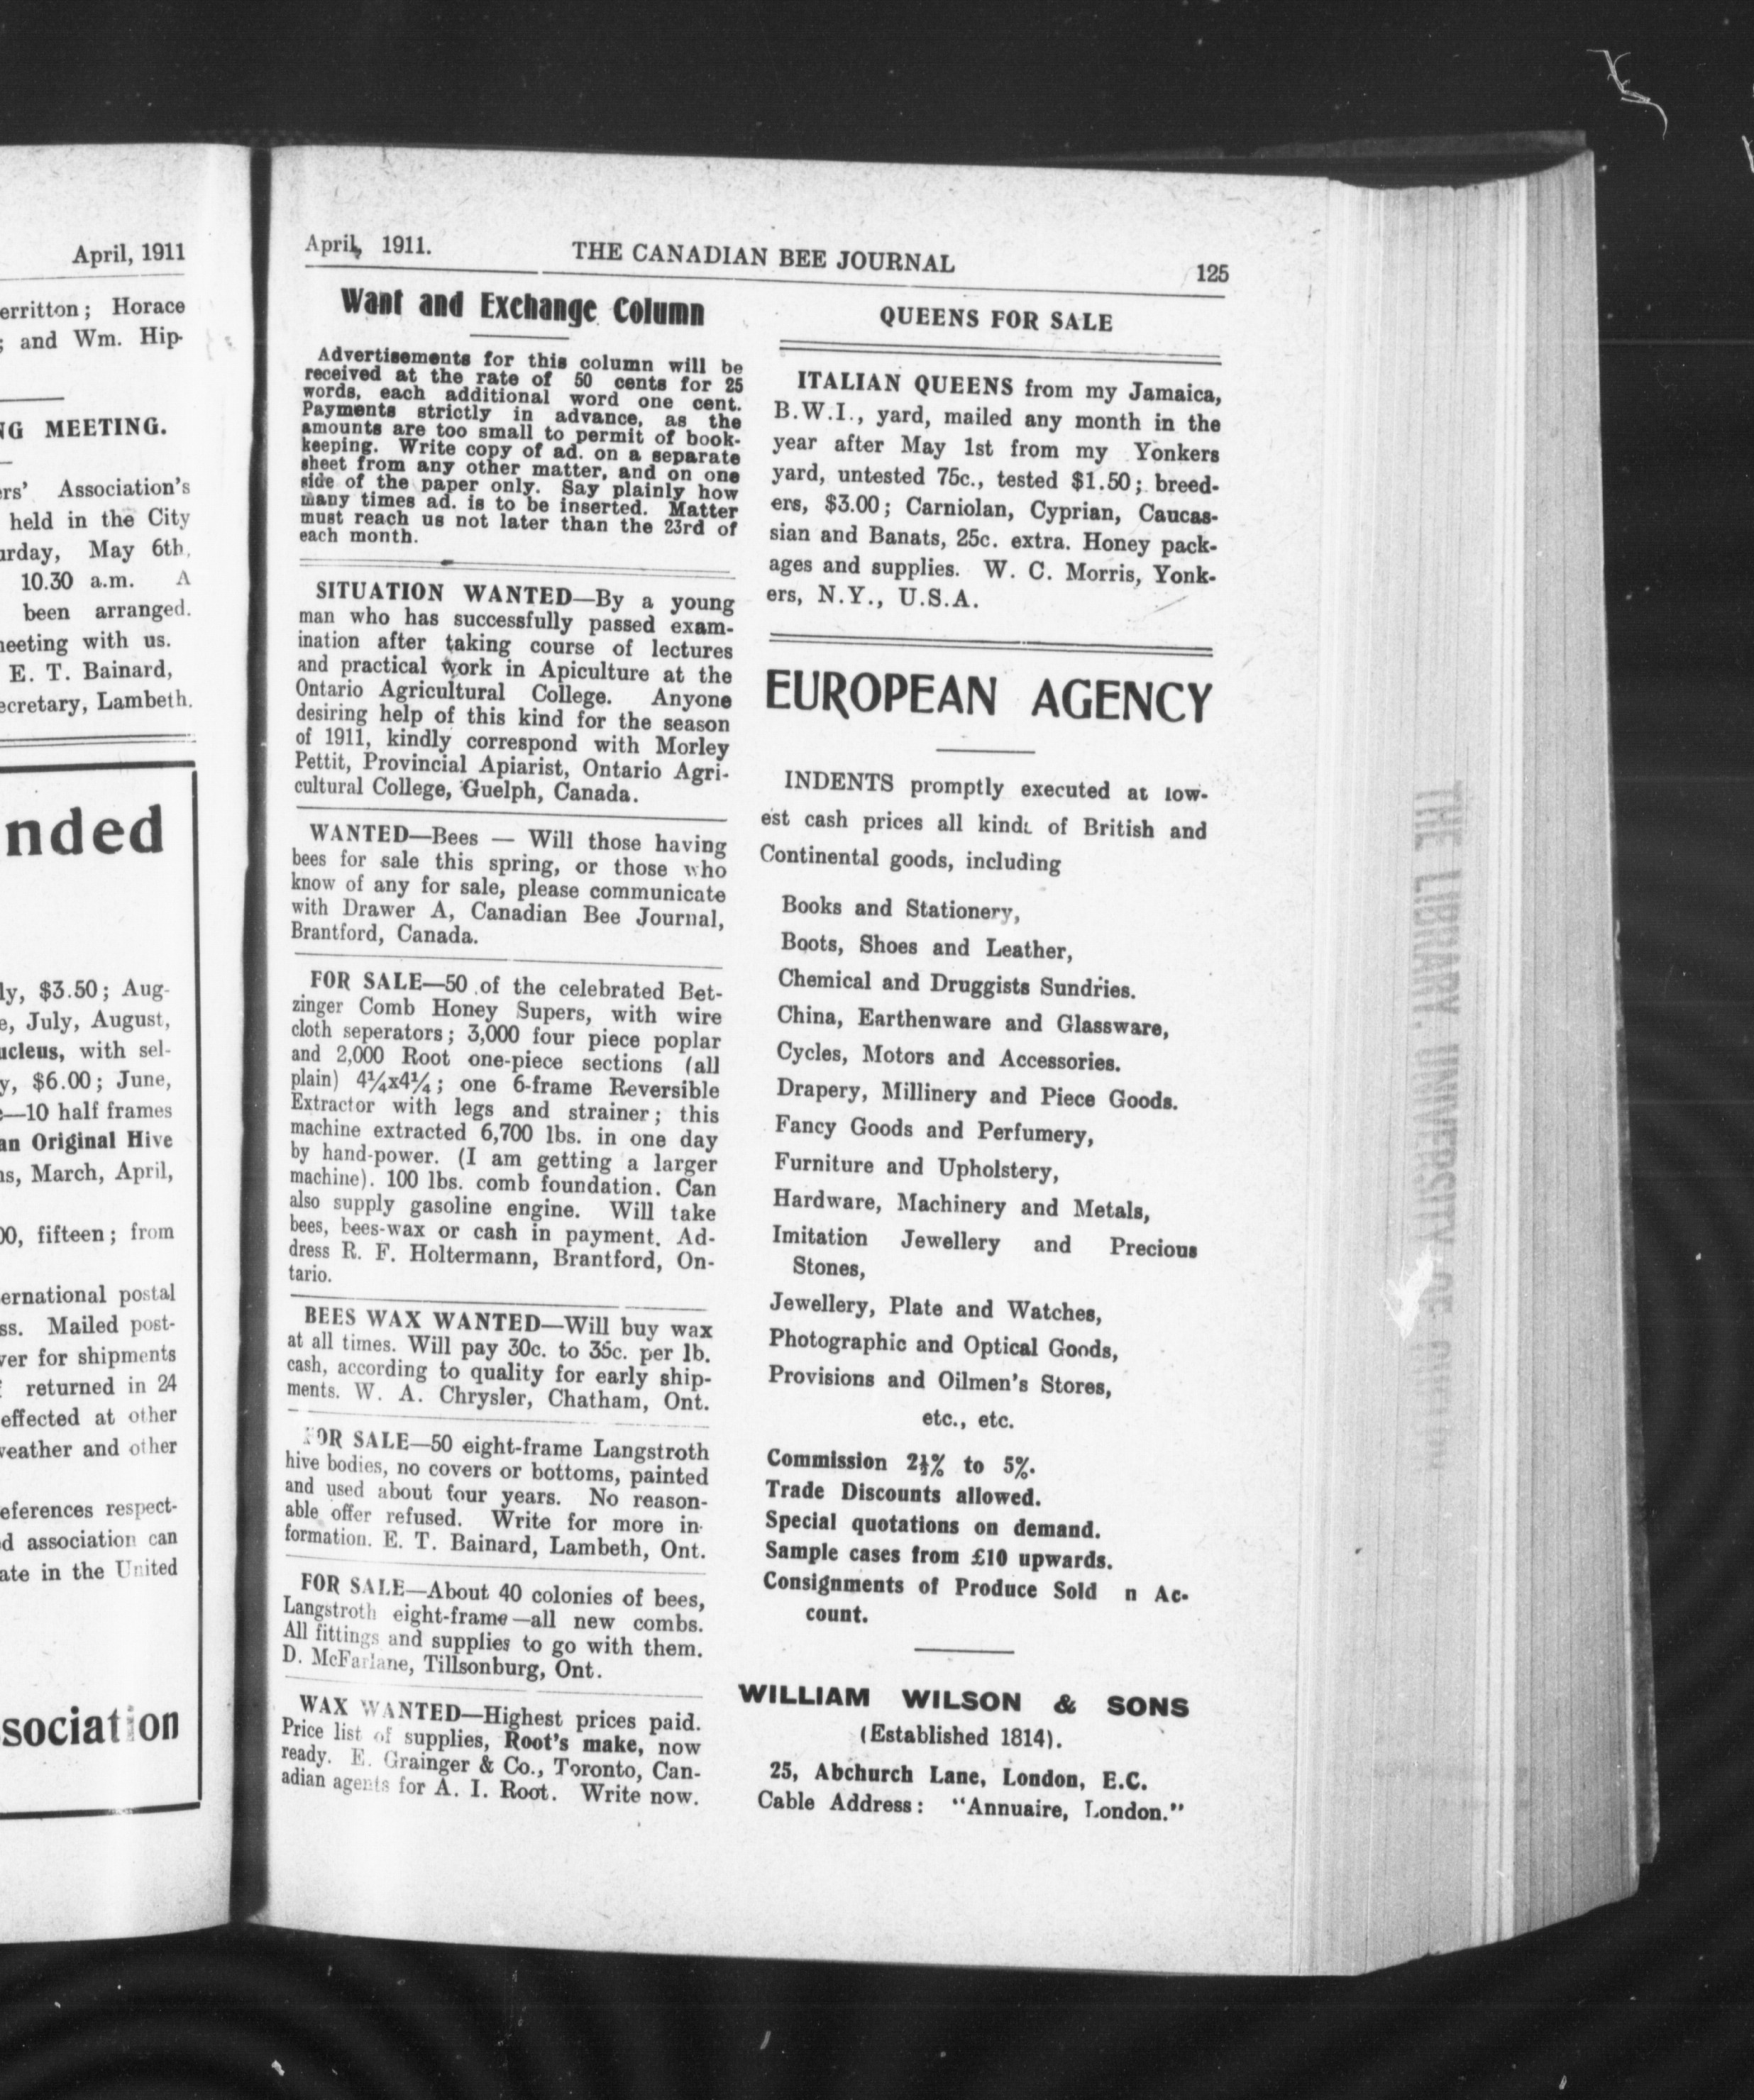 April, 1911
erritton; Horace
; and Wm. Hip-
NG MEETING.
ers' Association's
held in the City
urday, May 6th,
10.30 a.m. A
been arranged.
meeting with us.
E. T. Bainard,
ecretary, Lambeth.
nded
ly, $3.50; Aug-
e, July, August,
ucleus, with sel-
y, $6.00; June,
—10 half frames
an Original Hive
ns, March, April,
00, fifteen; from
ernational postal
ss. Mailed post-
ver for shipments
returned in 24
effected at other
weather and other
eferences respect-
d association can
ate in the United
sociation
April, 1911. THE CANADIAN BEE JOURNAL 125
Want and Exchange Column
Advertisements for this column will be
received at the rate of 50 cents for 25
words, each additional word one cent.
Payments strictly in advance, as the
amounts are too small to permit of book-
keeping. Write copy of ad. on a separate
sheet from any other matter, and on one
side of the paper only. Say plainly how
many times ad. is to be inserted. Matter
must reach us not later than the 23rd of
each month.
SITUATION WANTED—By a young
man who has successfully passed exam-
ination after taking course of lectures
and practical work in Apiculture at the
Ontario Agricultural College. Anyone
desiring help of this kind for the season
of 1911, kindly correspond with Morley
Pettit, Provincial Apiarist, Ontario Agri-
cultural College, Guelph, Canada.
WANTED—Bees — Will those having
bees for sale this spring, or those who
know of any for sale, please communicate
with Drawer A, Canadian Bee Journal,
Brantford, Canada.
FOR SALE—50 of the celebrated Bet-
zinger Comb Honey Supers, with wire
cloth seperators; 3,000 four piece poplar
and 2,000 Root one-piece sections (all
plain) 4¼x4¼; one 6-frame Reversible
Extractor with legs and strainer; this
machine extracted 6,700 lbs. in one day
by hand-power. (I am getting a larger
machine). 100 lbs. comb foundation. Can
also supply gasoline engine. Will take
bees, bees-wax or cash in payment. Ad-
dress R. F. Holtermann, Brantford, On-
tario.
BEES WAX WANTED—Will buy wax
at all times. Will pay 30c. to 35c. per lb.
cash, according to quality for early ship-
ments. W. A. Chrysler, Chatham, Ont.
FOR SALE—50 eight-frame Langstroth
hive bodies, no covers or bottoms, painted
and used about four years. No reason-
able offer refused. Write for more in-
formation. E. T. Bainard, Lambeth, Ont.
FOR SALE—About 40 colonies of bees,
Langstroth eight-frame—all new combs.
All fittings and supplies to go with them.
D. McFarlane, Tillsonburg, Ont.
WAX WANTED—Highest prices paid.
Price list of supplies, Root's make, now
ready. E. Grainger & Co., Toronto, Can-
adian agents for A. I. Root. Write now.
QUEENS FOR SALE
ITALIAN QUEENS from my Jamaica,
B.W.I., yard, mailed any month in the
year after May 1st from my Yonkers
yard, untested 75c., tested $1.50; breed-
ers, $3.00; Carniolan, Cyprian, Caucas-
sian and Banats, 25c. extra. Honey pack-
ages and supplies. W. C. Morris, Yonk-
ers, N.Y., U.S.A.
EUROPEAN AGENCY
INDENTS promptly executed at low-
est cash prices all kinds of British and
Continental goods, including
Books and Stationery,
Boots, Shoes and Leather,
Chemical and Druggists Sundries.
China, Earthenware and Glassware,
Cycles, Motors and Accessories.
Drapery, Millinery and Piece Goods.
Fancy Goods and Perfumery,
Furniture and Upholstery,
Hardware, Machinery and Metals,
Imitation Jewellery and Precious
Stones,
Jewellery, Plate and Watches,
Photographic and Optical Goods,
Provisions and Oilmen's Stores,
etc., etc.
Commission 2½% to 5%.
Trade Discounts allowed.
Special quotations on demand.
Sample cases from £10 upwards.
Consignments of Produce Sold n Ac-
count.
WILLIAM WILSON & SONS
(Established 1814).
25, Abchurch Lane, London, E.C.
Cable Address: "Annuaire, London."
THE LIBRARY, UNIVERSITY OF